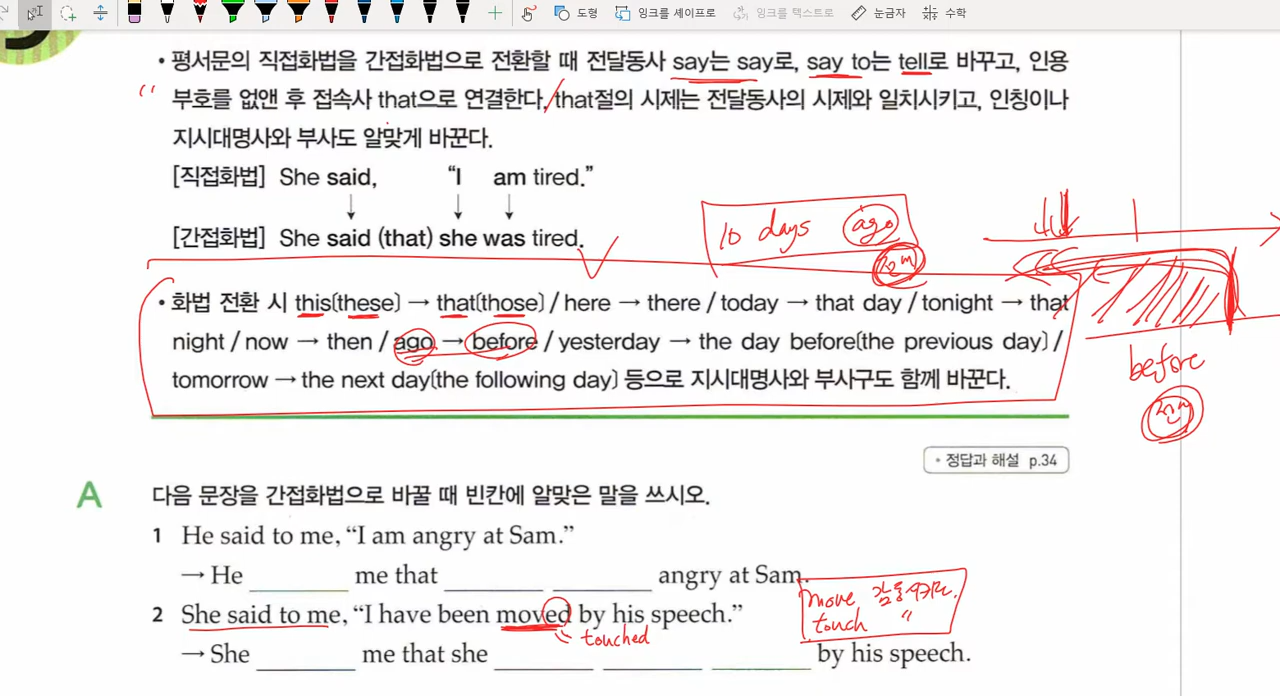 도형 잉크를 셰이프로 잉크를 텍스트로 눈금자 수학
• 평서문의 직접화법을 간접화법으로 전환할 때 전달동사 say는 say로, say to는 tell로 바꾸고, 인용
부호를 없앤 후 접속사 that으로 연결한다. that절의 시제는 전달동사의 시제와 일치시키고, 인칭이나
지시대명사와 부사도 알맞게 바꾼다.
[직접화법] She said, “I am tired.”
[간접화법] She said (that) she was tired.
10 days ago
• 화법 전환 시 this(these) → that(those) / here → there / today → that day / tonight → that
night / now → then / ago → before / yesterday → the day before(the previous day) /
tomorrow → the next day(the following day) 등으로 지시대명사와 부사구도 함께 바꾼다.
before
전에
• 정답과 해설 p.34
A 다음 문장을 간접화법으로 바꿀 때 빈칸에 알맞은 말을 쓰시오.
1 He said to me, “I am angry at Sam.”
→ He ______ me that ______ ______ angry at Sam.
2 She said to me, “I have been moved by his speech.”
move 감동시키다.
touch 〃
= touched
→ She ______ me that she ______ ______ ______ by his speech.